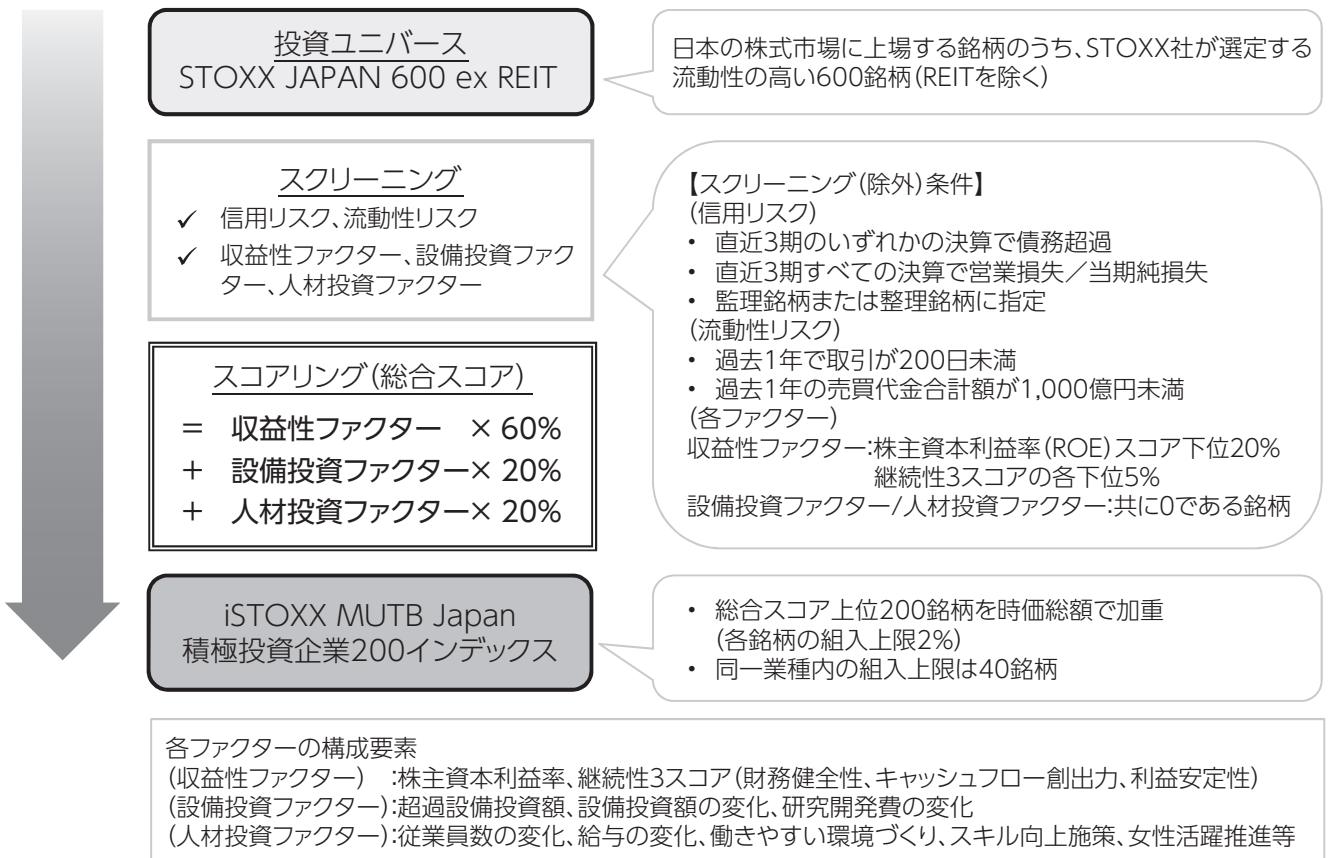 投資ユニバース
STOXX JAPAN 600 ex REIT
日本の株式市場に上場する銘柄のうち、STOXX社が選定する
流動性の高い600銘柄(REITを除く)
スクリーニング
✓ 信用リスク、流動性リスク
✓ 収益性ファクター、設備投資ファク
ター、人材投資ファクター
【スクリーニング(除外)条件】
(信用リスク)
• 直近3期のいずれかの決算で債務超過
• 直近3期すべての決算で営業損失/当期純損失
• 監理銘柄または整理銘柄に指定
(流動性リスク)
• 過去1年で取引が200日未満
• 過去1年の売買代金合計額が1,000億円未満
(各ファクター)
収益性ファクター:株主資本利益率(ROE)スコア下位20%
継続性3スコアの各下位5%
設備投資ファクター/人材投資ファクター:共に0である銘柄
スコアリング(総合スコア)
= 収益性ファクター × 60%
+ 設備投資ファクター× 20%
+ 人材投資ファクター× 20%
iSTOXX MUTB Japan
積極投資企業200インデックス
• 総合スコア上位200銘柄を時価総額で加重
(各銘柄の組入上限2%)
• 同一業種内の組入上限は40銘柄
各ファクターの構成要素
(収益性ファクター) :株主資本利益率、継続性3スコア(財務健全性、キャッシュフロー創出力、利益安定性)
(設備投資ファクター):超過設備投資額、設備投資額の変化、研究開発費の変化
(人材投資ファクター):従業員数の変化、給与の変化、働きやすい環境づくり、スキル向上施策、女性活躍推進等